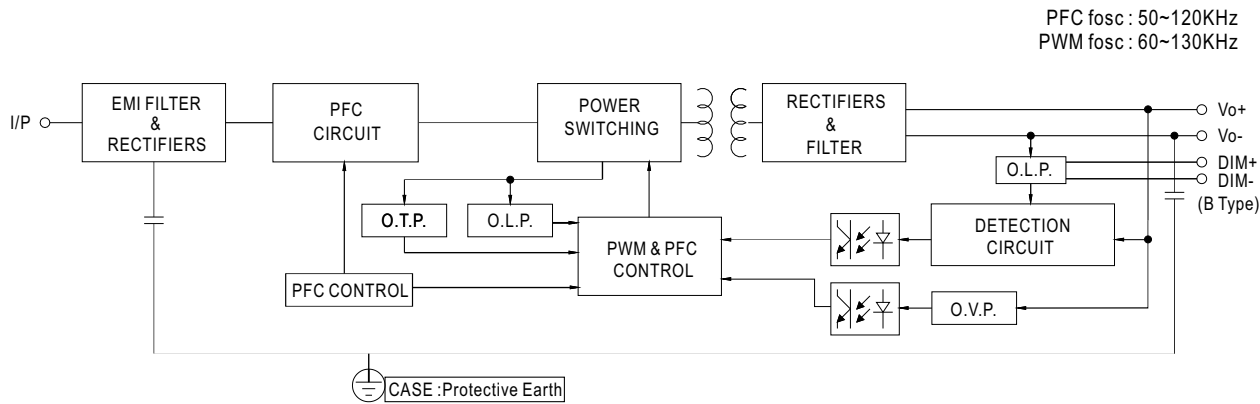 PFC fosc : 50~120KHz
PWM fosc : 60~130KHz
I/P
EMI FILTER
&
RECTIFIERS
PFC
CIRCUIT
POWER
SWITCHING
RECTIFIERS
&
FILTER
Vo+
Vo-
DIM+
DIM-
(B Type)
O.L.P.
O.T.P.
O.L.P.
PWM & PFC
CONTROL
DETECTION
CIRCUIT
PFC CONTROL
O.V.P.
CASE :Protective Earth